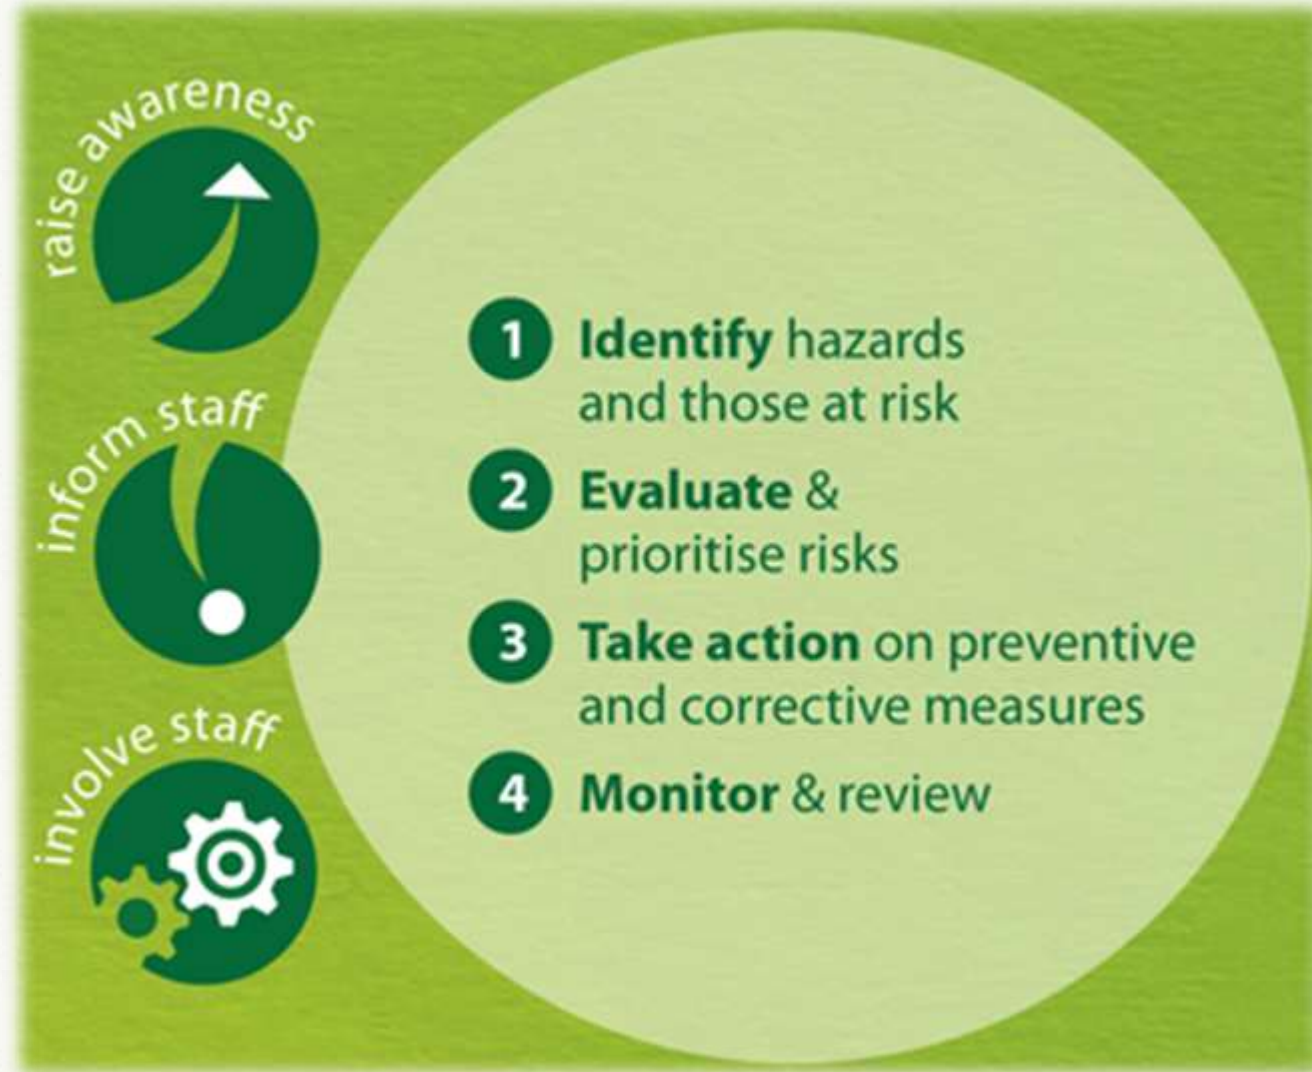 raise awareness
inform staff
involve staff
1 Identify hazards
and those at risk
2 Evaluate &
prioritise risks
3 Take action on preventive
and corrective measures
4 Monitor & review